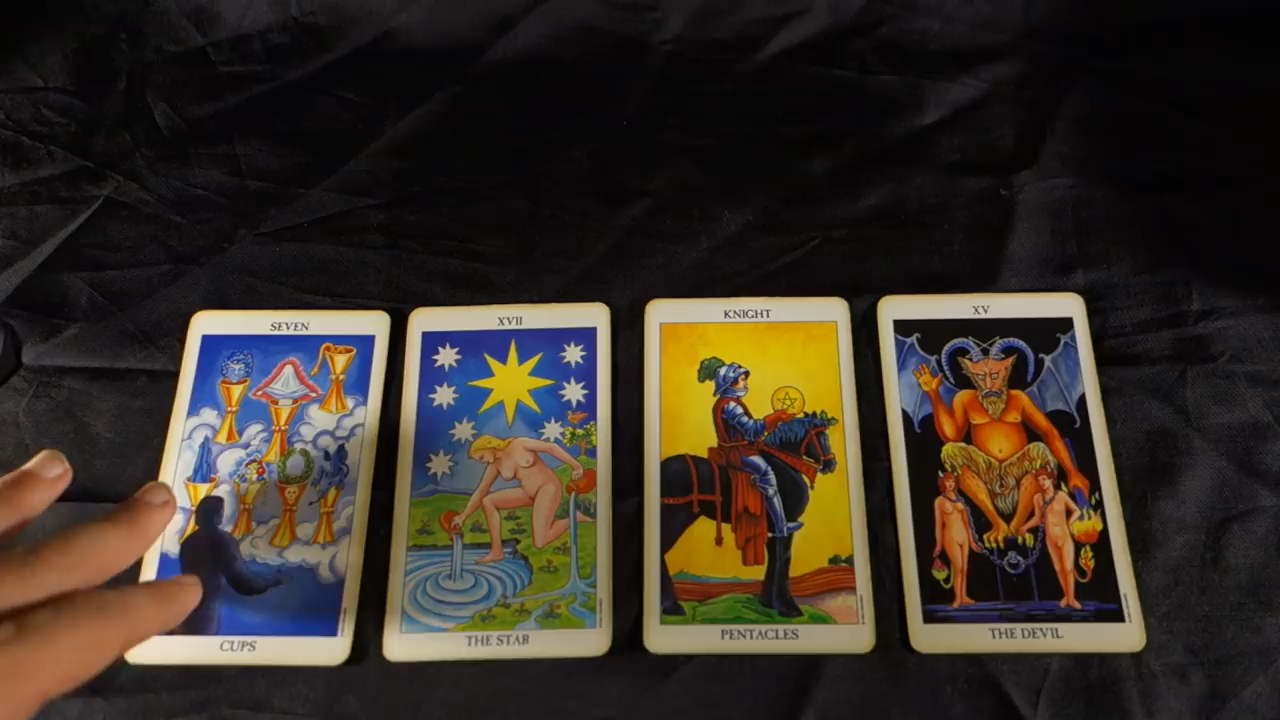 SEVEN
CUPS
XVII
THE STAR
KNIGHT
PENTACLES
XV
THE DEVIL